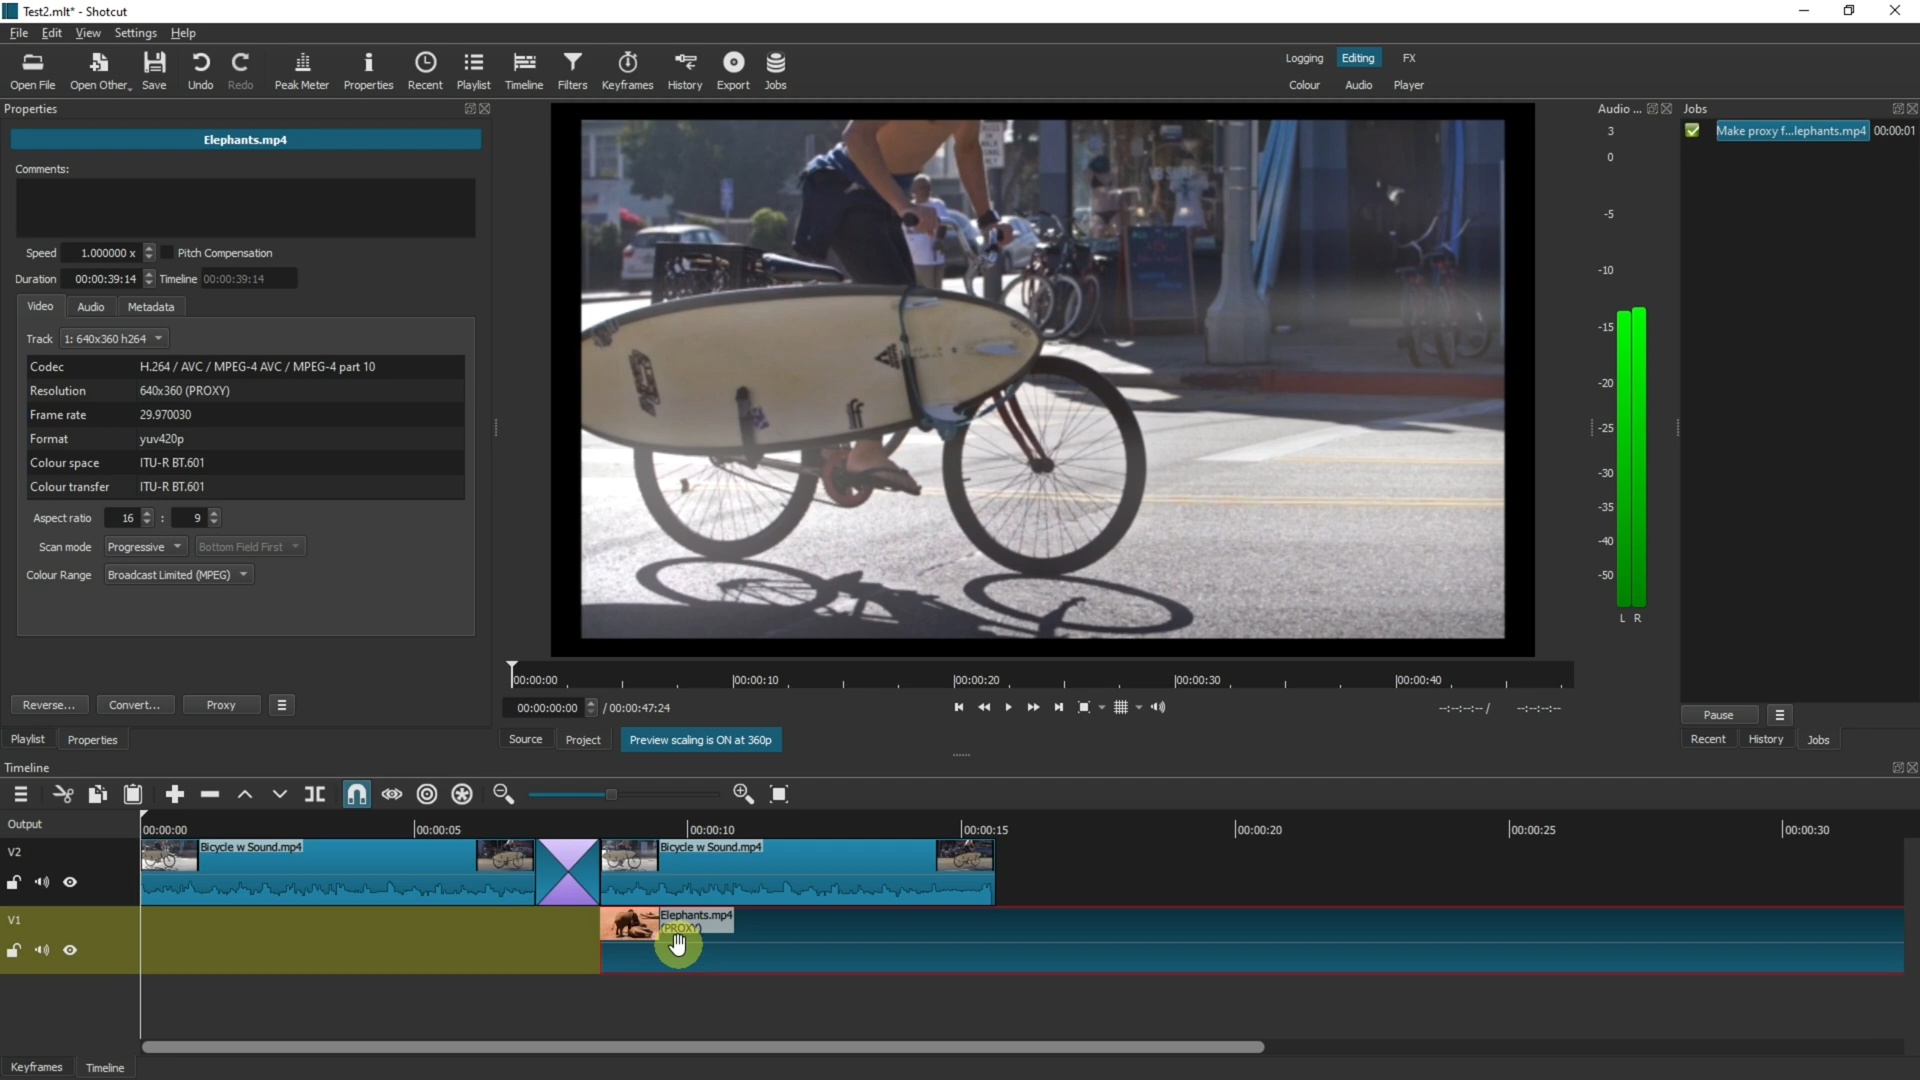 Test2.mlt* - Shotcut
File Edit View Settings Help
Open File Open Other... Save Undo Redo Peak Meter Properties Recent Playlist Timeline Filters Keyframes History Export Jobs
Logging Editing FX
Colour Audio Player
Properties
Elephants.mp4
Comments:
Speed 1.000000 x Pitch Compensation
Duration 00:00:39:14 Timeline 00:00:39:14
Video Audio Metadata
Track 1: 640x360 h264
Codec H.264 / AVC / MPEG-4 AVC / MPEG-4 part 10
Resolution 640x360 (PROXY)
Frame rate 29.970030
Format yuv420p
Colour space ITU-R BT.601
Colour transfer ITU-R BT.601
Aspect ratio 16 : 9
Scan mode Progressive Bottom Field First
Colour Range Broadcast Limited (MPEG)
Reverse... Convert... Proxy
Playlist Properties
00:00:00 00:00:10 00:00:20 00:00:30 00:00:40
00:00:00:00 / 00:00:47:24
--:--:--:-- / --:--:--:--
Source Project Preview scaling is ON at 360p
Audio ...
3
0
-5
-10
-15
-20
-25
-30
-35
-40
-50
L R
Jobs
Make proxy f...lephants.mp4 00:00:01
Pause
Recent History Jobs
Timeline
Output
00:00:00 00:00:05 00:00:10 00:00:15 00:00:20 00:00:25 00:00:30
V2
Bicycle w Sound.mp4 Bicycle w Sound.mp4
V1
Elephants.mp4
(PROXY)
Keyframes Timeline